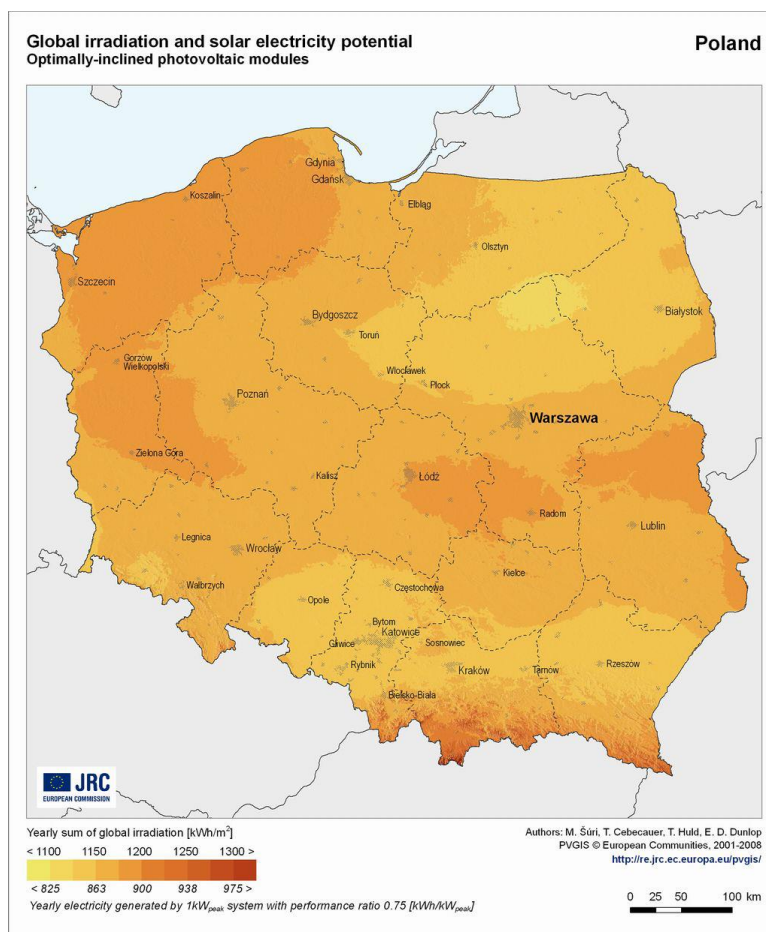 Global irradiation and solar electricity potential
Optimally-inclined photovoltaic modules
Poland
Gdynia
Gdańsk
Koszalin
Elbląg
Olsztyn
Szczecin
Białystok
Bydgoszcz
Toruń
Gorzów
Wielkopolski
Wloclawek
Plock
Poznań
Warszawa
Zielona Góra
Kalisz
Łódź
Radom
Lublin
Legnica
Wrocław
Kielce
Walbrzych
Częstochowa
Opole
Bytom
Katowice
Gliwice
Sosnowiec
Rybnik
Kraków
Tarnów
Rzeszów
Bielsko-Biala
JRC
EUROPEAN COMMISSION
Yearly sum of global irradiation [kWh/m²]
< 1100 1150 1200 1250 1300 >
< 825 863 900 938 975 >
Yearly electricity generated by 1kWpeak system with performance ratio 0.75 [kWh/kWpeak]
Authors: M. Šúri, T. Cebecauer, T. Huld, E. D. Dunlop
PVGIS © European Communities, 2001-2008
http://re.jrc.ec.europa.eu/pvgis/
0 25 50 100 km